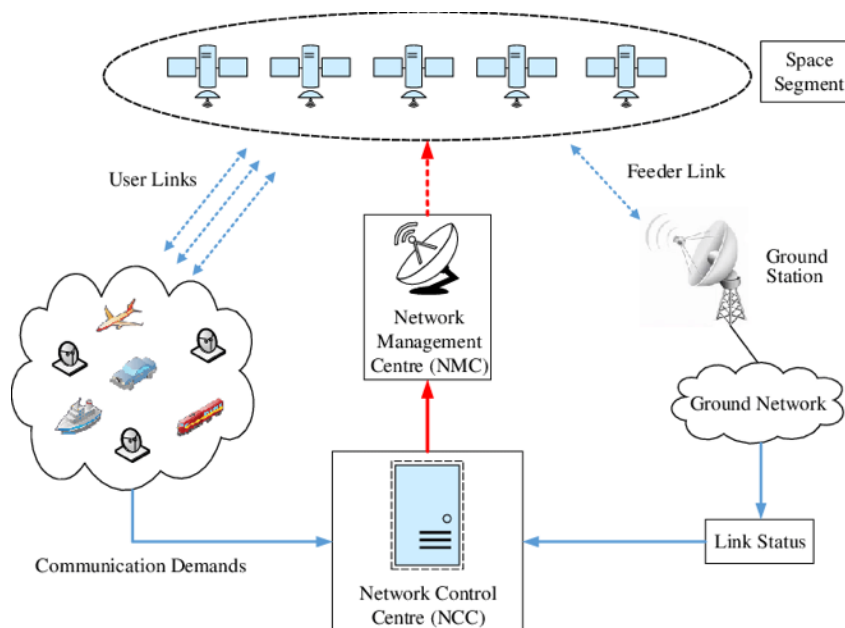 Space
Segment
User Links
Feeder Link
Ground
Station
Network
Management
Centre (NMC)
Ground Network
Link Status
Communication Demands
Network Control
Centre (NCC)